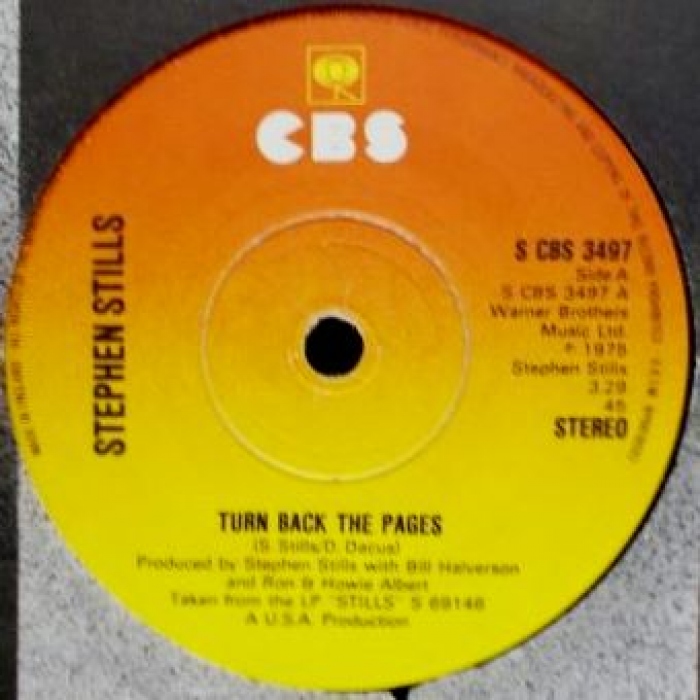 CBS
STEPHEN STILLS
S CBS 3497
Side A
S CBS 3497 A
Warner Brothers
Music Ltd.
℗ 1975
Stephen Stills
3.29
45
STEREO
TURN BACK THE PAGES
(S. Stills/D. Dacus)
Produced by Stephen Stills with Bill Halverson
and Ron & Howie Albert
Taken from the LP "STILLS" S 69146
A U.S.A. Production